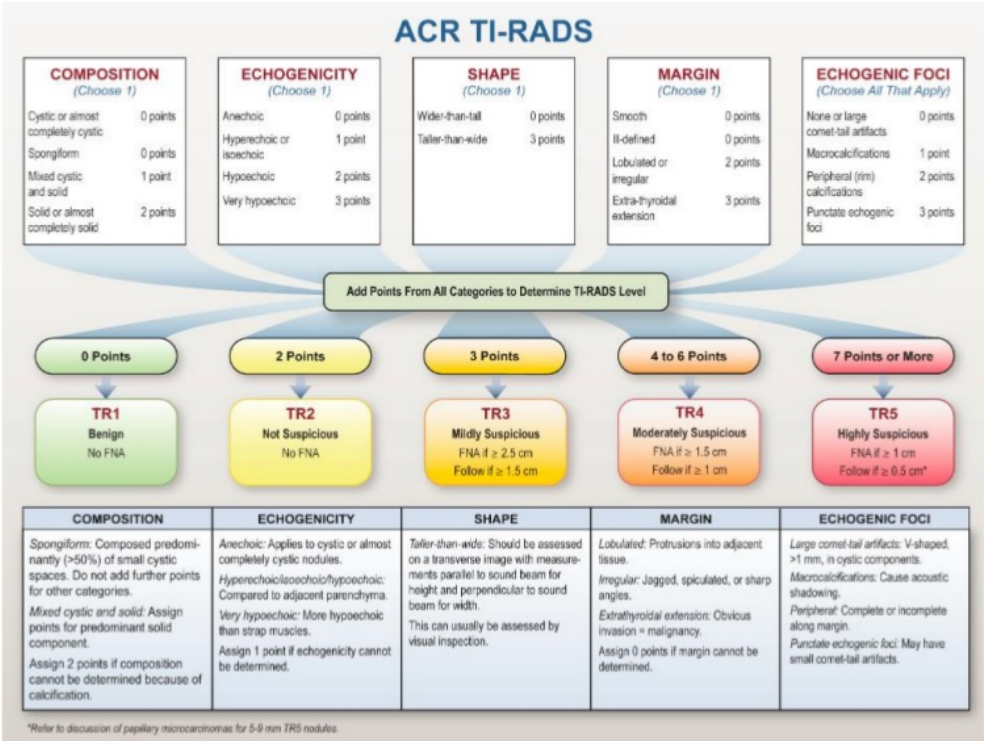 ACR TI-RADS
COMPOSITION
(Choose 1)
Cystic or almost 0 points
completely cystic
Spongiform 0 points
Mixed cystic 1 point
and solid
Solid or almost 2 points
completely solid
ECHOGENICITY
(Choose 1)
Anechoic 0 points
Hyperechoic or 1 point
isoechoic
Hypoechoic 2 points
Very hypoechoic 3 points
SHAPE
(Choose 1)
Wider-than-tall 0 points
Taller-than-wide 3 points
MARGIN
(Choose 1)
Smooth 0 points
Ill-defined 0 points
Lobulated or 2 points
irregular
Extra-thyroidal 3 points
extension
ECHOGENIC FOCI
(Choose All That Apply)
None or large 0 points
comet-tail artifacts
Macrocalcifications 1 point
Peripheral (rim) 2 points
calcifications
Punctate echogenic 3 points
foci
Add Points From All Categories to Determine TI-RADS Level
0 Points
2 Points
3 Points
4 to 6 Points
7 Points or More
TR1
Benign
No FNA
TR2
Not Suspicious
No FNA
TR3
Mildly Suspicious
FNA if ≥ 2.5 cm
Follow if ≥ 1.5 cm
TR4
Moderately Suspicious
FNA if ≥ 1.5 cm
Follow if ≥ 1 cm
TR5
Highly Suspicious
FNA if ≥ 1 cm
Follow if ≥ 0.5 cm*
COMPOSITION
Spongiform: Composed predomi-
nantly (>50%) of small cystic
spaces. Do not add further points
for other categories.
Mixed cystic and solid: Assign
points for predominant solid
component.
Assign 2 points if composition
cannot be determined because of
calcification.
ECHOGENICITY
Anechoic: Applies to cystic or almost
completely cystic nodules.
Hyperechoic/isoechoic/hypoechoic:
Compared to adjacent parenchyma.
Very hypoechoic: More hypoechoic
than strap muscles.
Assign 1 point if echogenicity cannot
be determined.
SHAPE
Taller-than-wide: Should be assessed
on a transverse image with measure-
ments parallel to sound beam for
height and perpendicular to sound
beam for width.
This can usually be assessed by
visual inspection.
MARGIN
Lobulated: Protrusions into adjacent
tissue.
Irregular: Jagged, spiculated, or sharp
angles.
Extrathyroidal extension: Obvious
invasion = malignancy.
Assign 0 points if margin cannot be
determined.
ECHOGENIC FOCI
Large comet-tail artifacts: V-shaped,
>1 mm, in cystic components.
Macrocalcifications: Cause acoustic
shadowing.
Peripheral: Complete or incomplete
along margin.
Punctate echogenic foci: May have
small comet-tail artifacts.
*Refer to discussion of papillary microcarcinomas for 5-9 mm TR5 nodules.